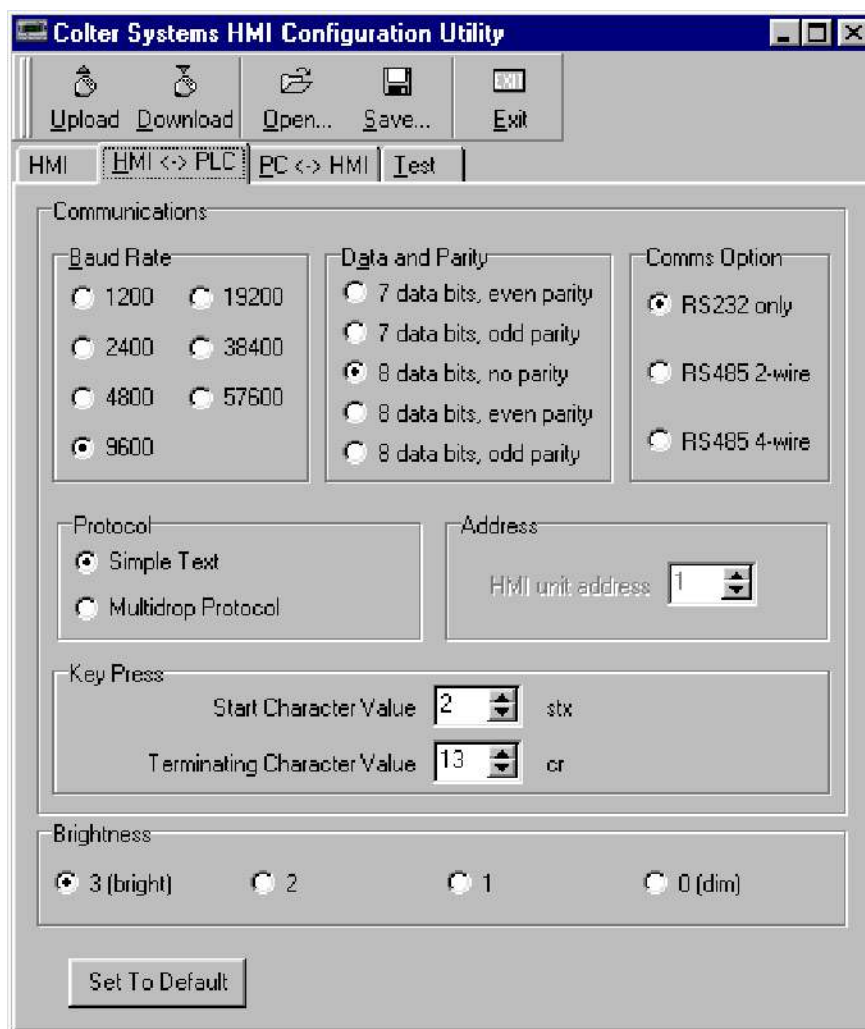 Colter Systems HMI Configuration Utility
Upload Download Open... Save... EXIT Exit
HMI HMI <-> PLC PC <-> HMI Test
Communications
Baud Rate
1200 19200
2400 38400
4800 57600
9600
Data and Parity
7 data bits, even parity
7 data bits, odd parity
8 data bits, no parity
8 data bits, even parity
8 data bits, odd parity
Comms Option
RS232 only
RS485 2-wire
RS485 4-wire
Protocol
Simple Text
Multidrop Protocol
Address
HMI unit address 1
Key Press
Start Character Value 2 stx
Terminating Character Value 13 cr
Brightness
3 (bright) 2 1 0 (dim)
Set To Default